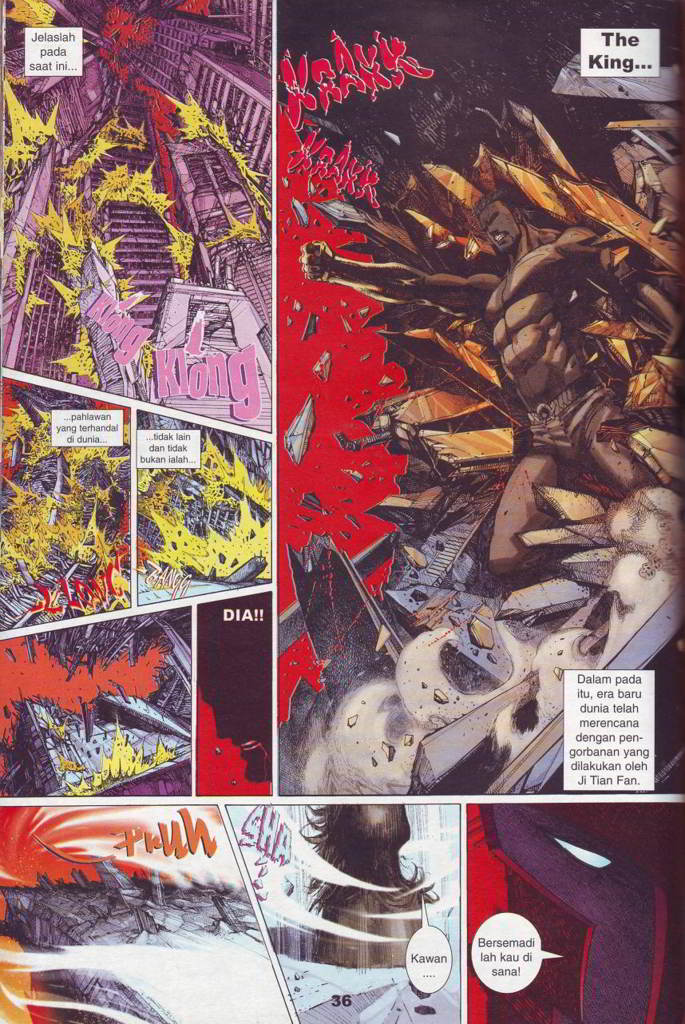 Jelaslah
pada
saat ini...
Klong
Klong
...pahlawan
yang terhandal
di dunia...
...tidak lain
dan tidak
bukan ialah...
DIA!!
KRAKK
KRAKK
The
King...
Dalam pada
itu, era baru
dunia telah
merencana
dengan pen-
gorbanan yang
dilakukan oleh
Ji Tian Fan.
Kawan
....
Bersemadi
lah kau di
sana!
36